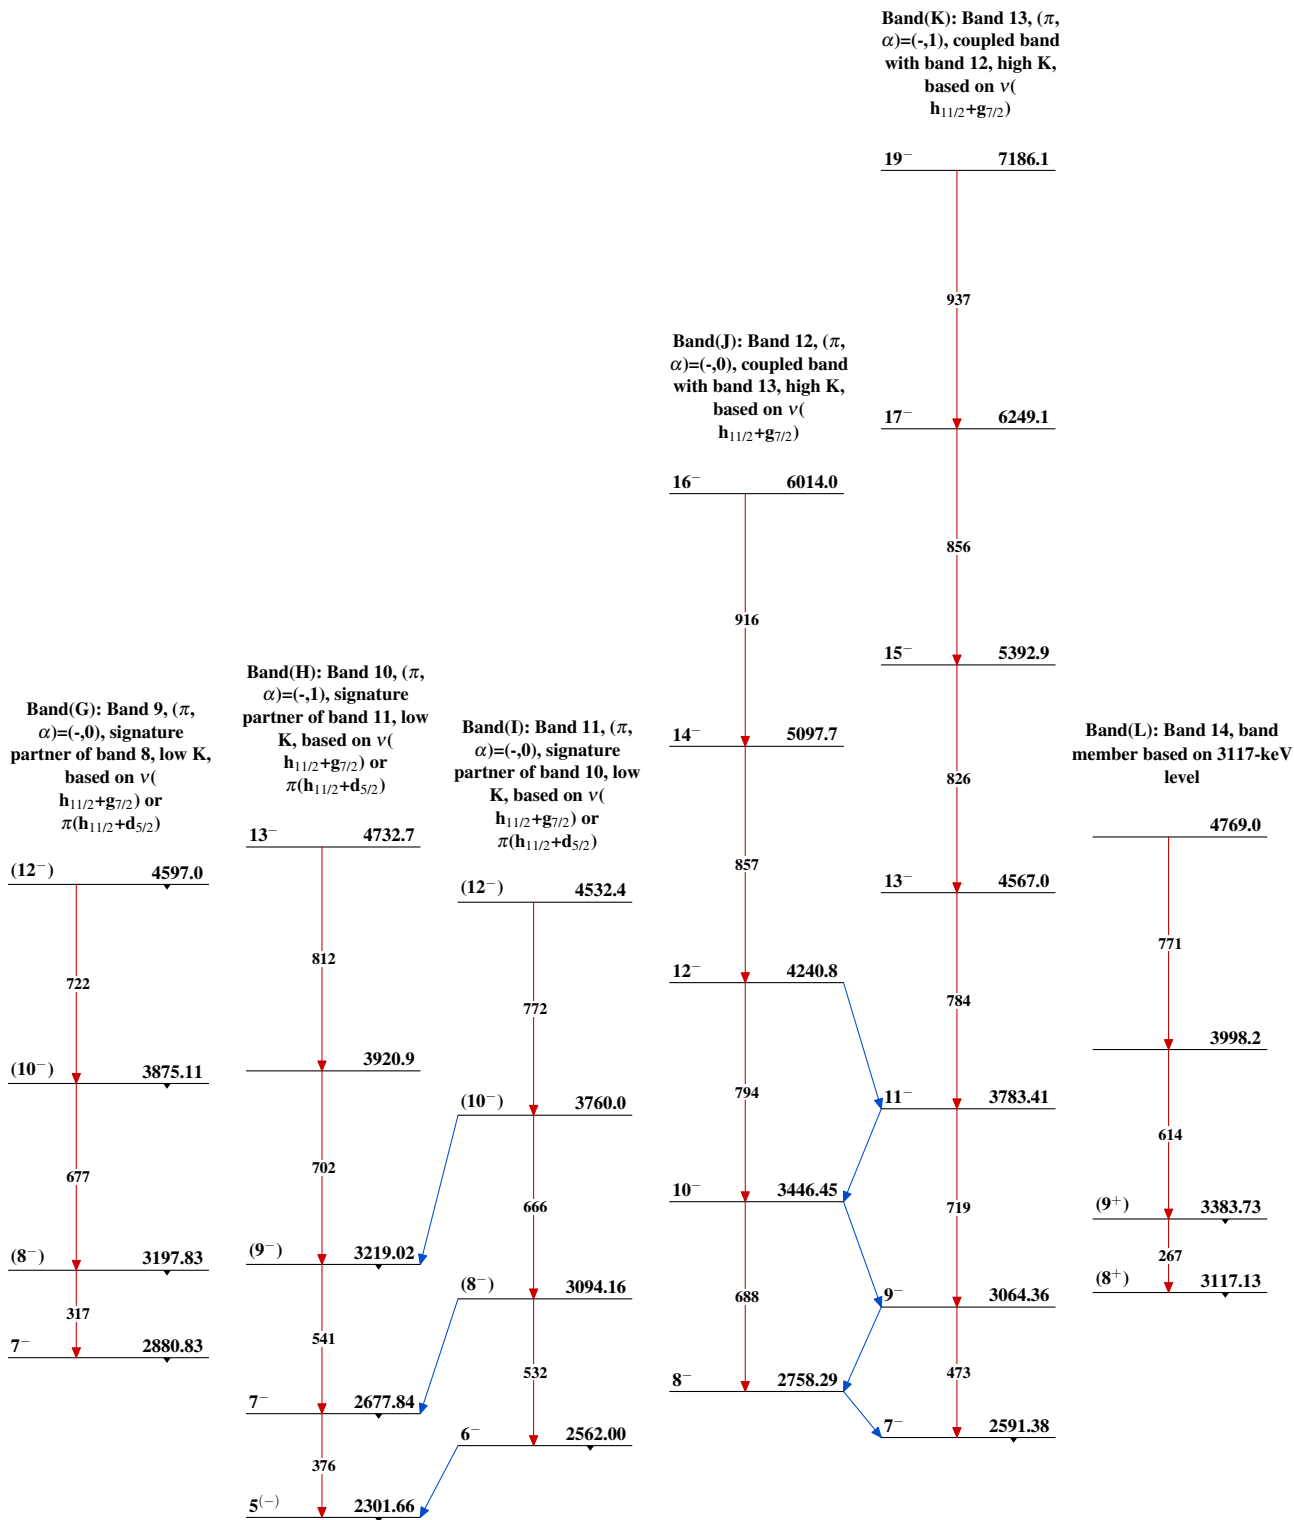 Band(K): Band 13, (π,
α)=(-,1), coupled band
with band 12, high K,
based on ν(
h11/2+g7/2)
19⁻ 7186.1
937
17⁻ 6249.1
856
15⁻ 5392.9
826
13⁻ 4567.0
784
11⁻ 3783.41
719
9⁻ 3064.36
473
7⁻ 2591.38
Band(J): Band 12, (π,
α)=(-,0), coupled band
with band 13, high K,
based on ν(
h11/2+g7/2)
16⁻ 6014.0
916
14⁻ 5097.7
857
12⁻ 4240.8
794
10⁻ 3446.45
688
8⁻ 2758.29
Band(G): Band 9, (π,
α)=(-,0), signature
partner of band 8, low K,
based on ν(
h11/2+g7/2) or
π(h11/2+d5/2)
(12⁻) 4597.0
722
(10⁻) 3875.11
677
(8⁻) 3197.83
317
7⁻ 2880.83
Band(H): Band 10, (π,
α)=(-,1), signature
partner of band 11, low
K, based on ν(
h11/2+g7/2) or
π(h11/2+d5/2)
13⁻ 4732.7
812
3920.9
702
(9⁻) 3219.02
541
7⁻ 2677.84
376
5(⁻) 2301.66
Band(I): Band 11, (π,
α)=(-,0), signature
partner of band 10, low
K, based on ν(
h11/2+g7/2) or
π(h11/2+d5/2)
(12⁻) 4532.4
772
(10⁻) 3760.0
666
(8⁻) 3094.16
532
6⁻ 2562.00
Band(L): Band 14, band
member based on 3117-keV
level
4769.0
771
3998.2
614
(9⁺) 3383.73
267
(8⁺) 3117.13